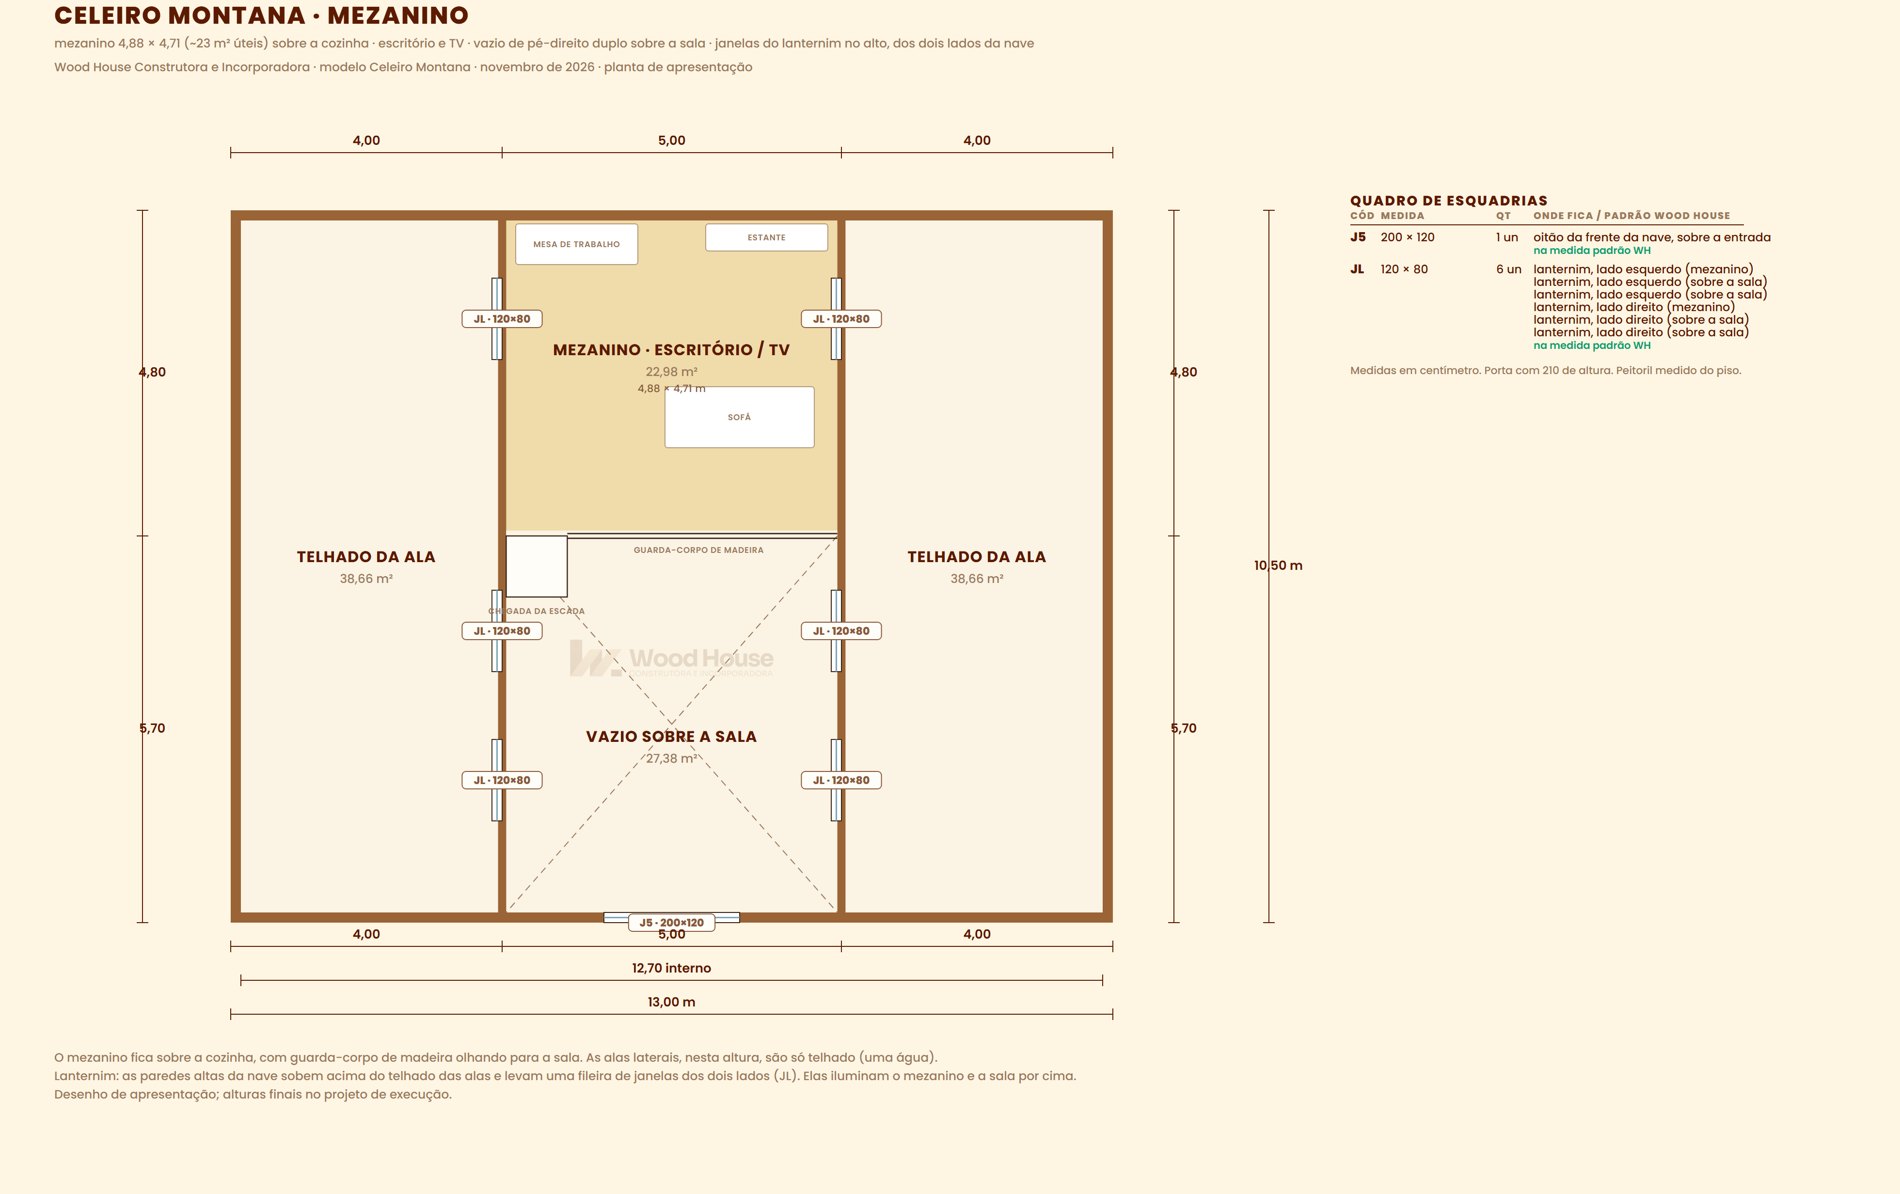 CELEIRO MONTANA · MEZANINO
mezanino 4,88 × 4,71 (~23 m² úteis) sobre a cozinha · escritório e TV · vazio de pé-direito duplo sobre a sala · janelas do lanternim no alto, dos dois lados da nave
Wood House Construtora e Incorporadora · modelo Celeiro Montana · novembro de 2026 · planta de apresentação
4,00 5,00 4,00
QUADRO DE ESQUADRIAS
CÓD MEDIDA QT ONDE FICA / PADRÃO WOOD HOUSE
J5 200 × 120 1 un oitão da frente da nave, sobre a entrada
na medida padrão WH
JL 120 × 80 6 un lanternim, lado esquerdo (mezanino)
lanternim, lado esquerdo (sobre a sala)
lanternim, lado esquerdo (sobre a sala)
lanternim, lado direito (mezanino)
lanternim, lado direito (sobre a sala)
lanternim, lado direito (sobre a sala)
na medida padrão WH
Medidas em centímetro. Porta com 210 de altura. Peitoril medido do piso.
MESA DE TRABALHO
ESTANTE
JL · 120×80
JL · 120×80
MEZANINO · ESCRITÓRIO / TV
22,98 m²
4,88 × 4,71 m
4,80
4,80
SOFÁ
GUARDA-CORPO DE MADEIRA
TELHADO DA ALA
38,66 m²
TELHADO DA ALA
38,66 m²
10,50 m
CHEGADA DA ESCADA
JL · 120×80
JL · 120×80
Wood House
CONSTRUTORA E INCORPORADORA
5,70
5,70
VAZIO SOBRE A SALA
27,38 m²
JL · 120×80
JL · 120×80
J5 · 200×120
4,00 5,00 4,00
12,70 interno
13,00 m
O mezanino fica sobre a cozinha, com guarda-corpo de madeira olhando para a sala. As alas laterais, nesta altura, são só telhado (uma água).
Lanternim: as paredes altas da nave sobem acima do telhado das alas e levam uma fileira de janelas dos dois lados (JL). Elas iluminam o mezanino e a sala por cima.
Desenho de apresentação; alturas finais no projeto de execução.